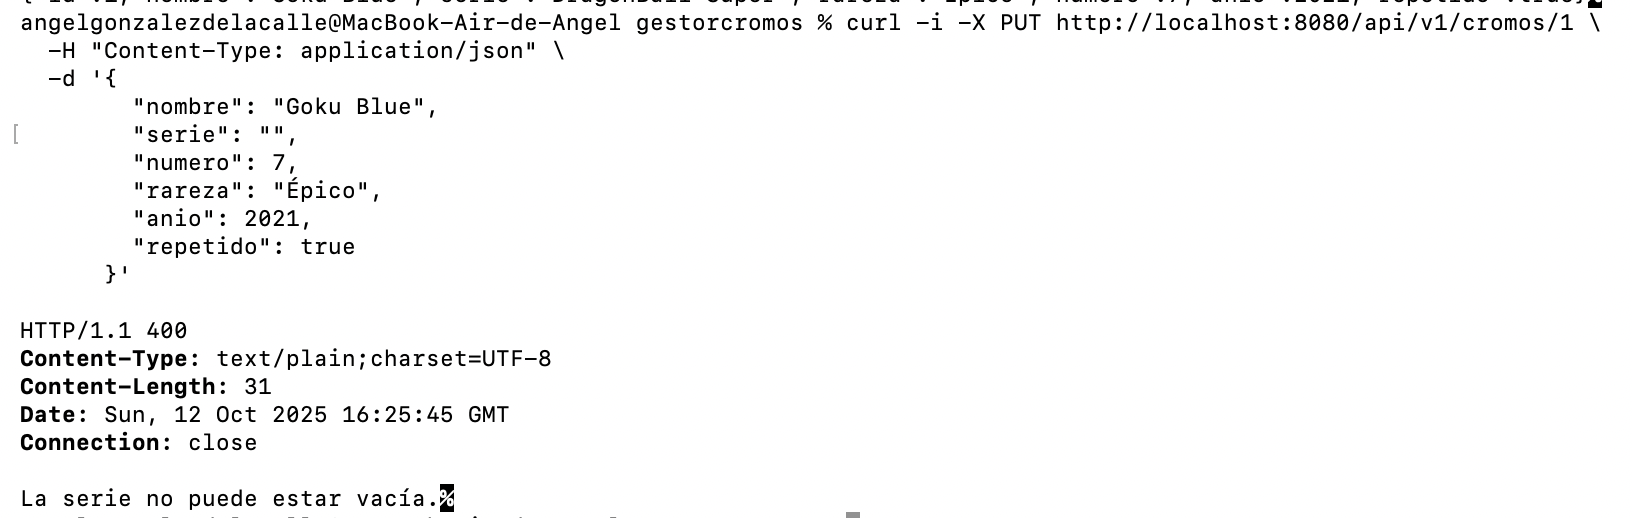 angelgonzalezdelacalle@MacBook-Air-de-Angel gestorcromos % curl -i -X PUT http://localhost:8080/api/v1/cromos/1 \
-H "Content-Type: application/json" \
-d '{
"nombre": "Goku Blue",
[ "serie": "",
"numero": 7,
"rareza": "Épico",
"anio": 2021,
"repetido": true
}'
HTTP/1.1 400
Content-Type: text/plain;charset=UTF-8
Content-Length: 31
Date: Sun, 12 Oct 2025 16:25:45 GMT
Connection: close
La serie no puede estar vacía.%